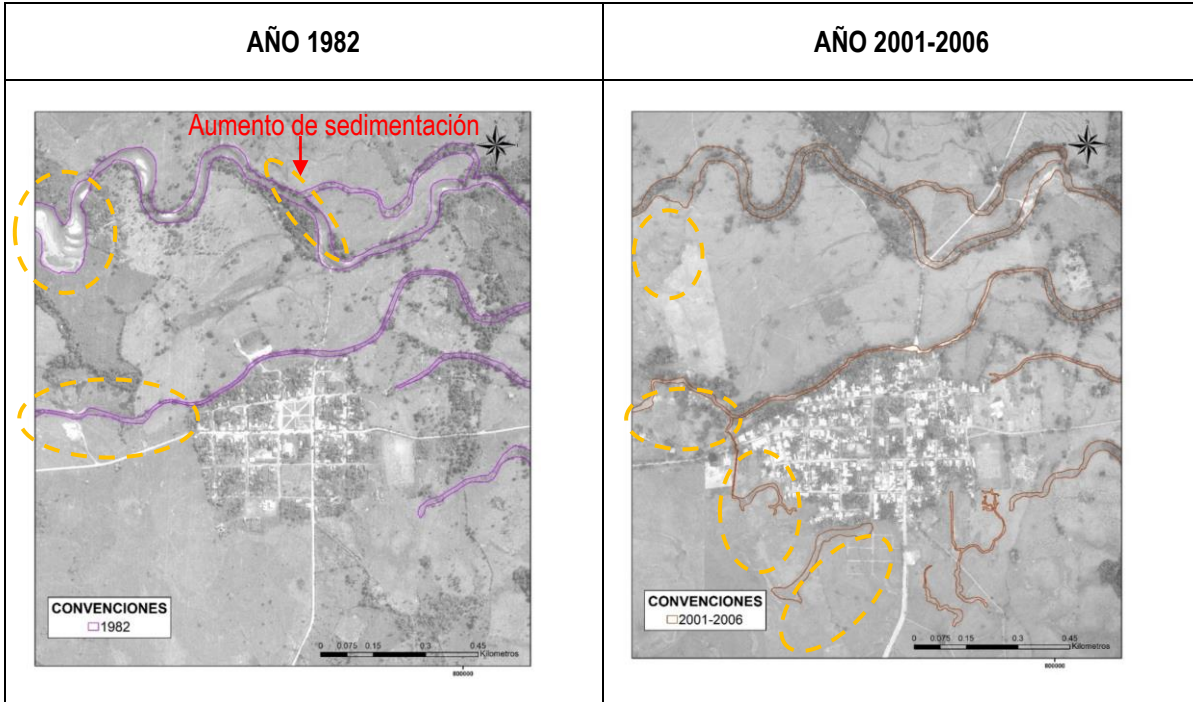 AÑO 1982
AÑO 2001-2006
Aumento de sedimentación
CONVENCIONES
1982
0 0.075 0.15 0.3 0.45
Kilometros
800000
CONVENCIONES
2001-2006
0 0.075 0.15 0.3 0.45
Kilometros
800000